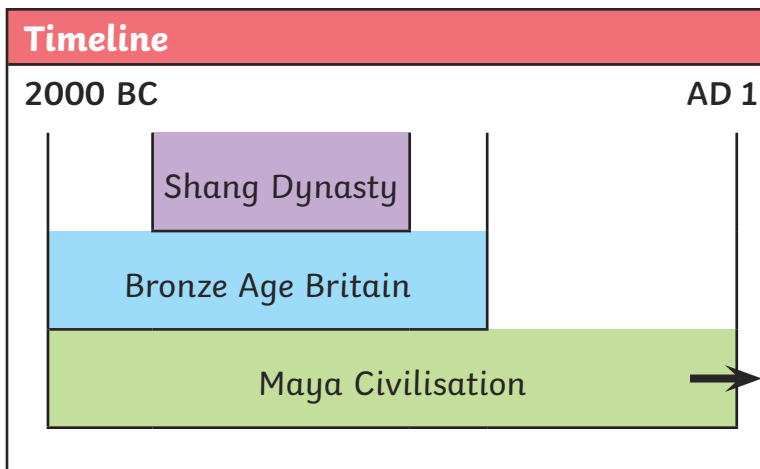 Timeline
2000 BC AD 1
Shang Dynasty
Bronze Age Britain
Maya Civilisation